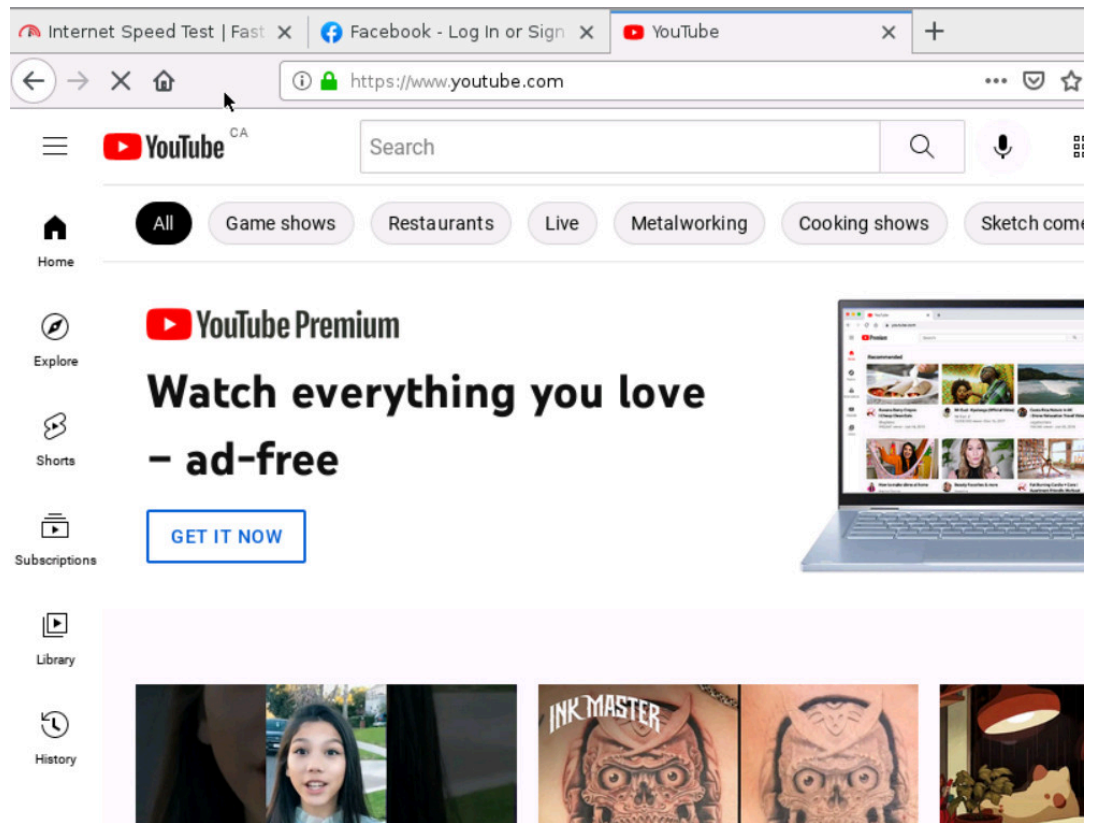 Internet Speed Test | Fast
Facebook - Log In or Sign
YouTube
https://www.youtube.com
YouTube CA
Search
All
Game shows
Restaurants
Live
Metalworking
Cooking shows
Sketch come
Home
Explore
Shorts
Subscriptions
Library
History
YouTube Premium
Watch everything you love
– ad-free
GET IT NOW
Premium
Recommended
INK MASTER